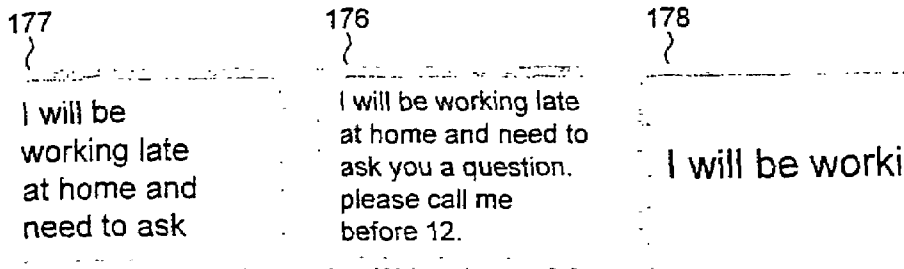 177
I will be
working late
at home and
need to ask
176
I will be working late
at home and need to
ask you a question.
please call me
before 12.
178
I will be worki